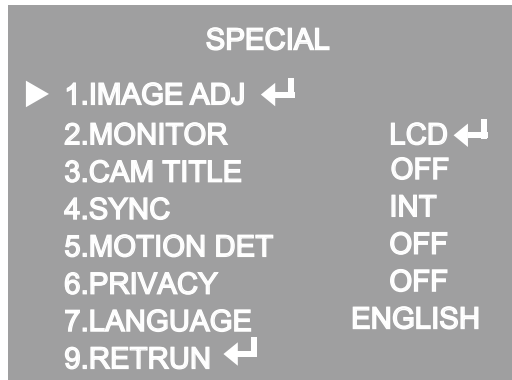 SPECIAL
1.IMAGE ADJ
2.MONITOR LCD
3.CAM TITLE OFF
4.SYNC INT
5.MOTION DET OFF
6.PRIVACY OFF
7.LANGUAGE ENGLISH
9.RETRUN